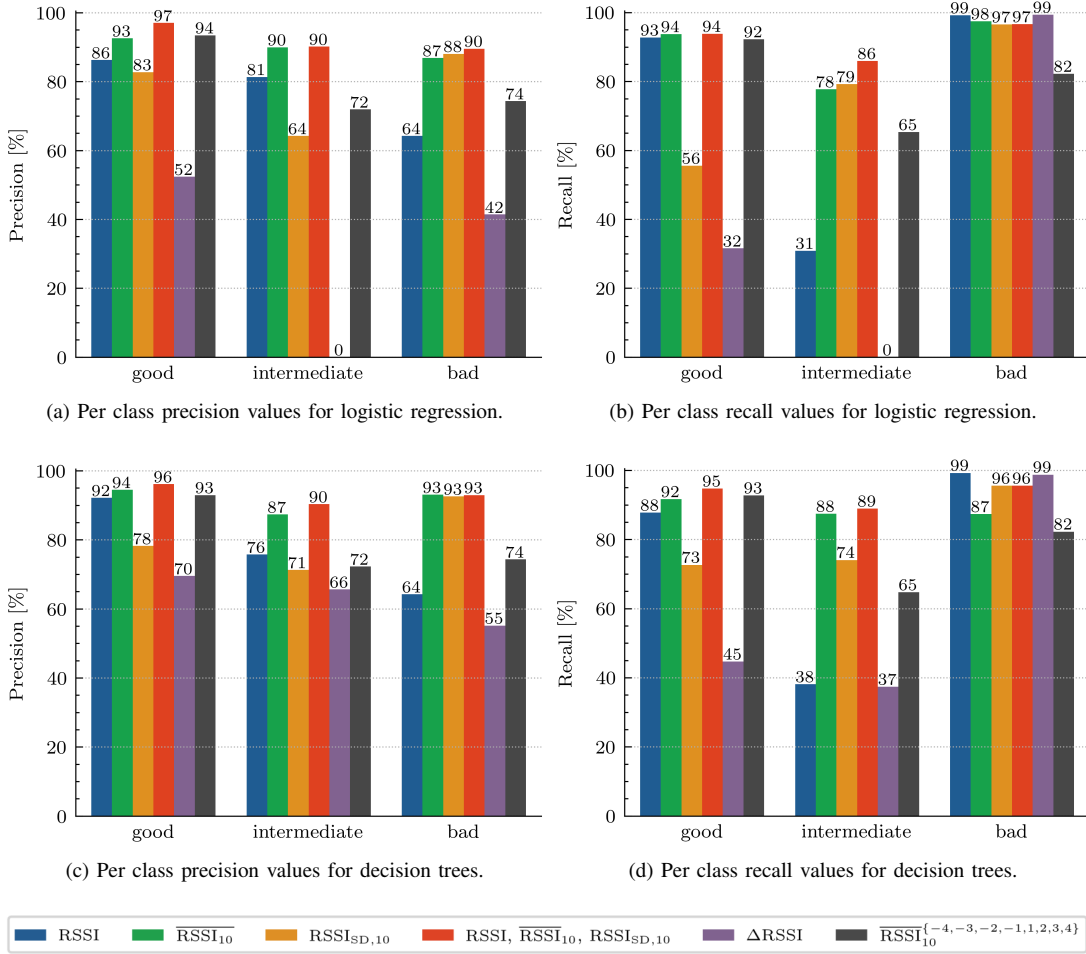 100
80
60
40
20
0
Precision [%]
86 93 83 97 52 94
81 90 64 90 0 72
64 87 88 90 42 74
good intermediate bad
(a) Per class precision values for logistic regression.
100
80
60
40
20
0
Recall [%]
93 94 56 94 32 92
31 78 79 86 0 65
99 98 97 97 99 82
good intermediate bad
(b) Per class recall values for logistic regression.
100
80
60
40
20
0
Precision [%]
92 94 78 96 70 93
76 87 71 90 66 72
64 93 93 93 55 74
good intermediate bad
(c) Per class precision values for decision trees.
100
80
60
40
20
0
Recall [%]
88 92 73 95 45 93
38 88 74 89 37 65
99 87 96 96 99 82
good intermediate bad
(d) Per class recall values for decision trees.
RSSI R̅S̅S̅I̅₁₀ RSSI_SD,10 RSSI, R̅S̅S̅I̅₁₀, RSSI_SD,10 ΔRSSI R̅S̅S̅I̅₁₀^{−4,−3,−2,−1,1,2,3,4}